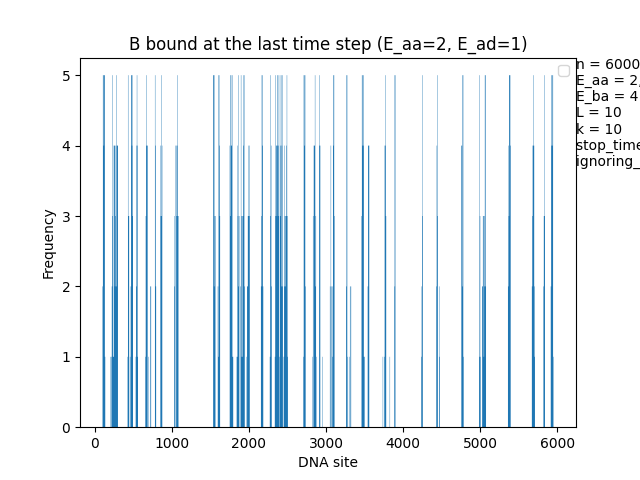 B bound at the last time step (E_aa=2, E_ad=1)
n = 6000
E_aa = 2,
E_ba = 4
L = 10
k = 10
stop_time
ignoring_
Frequency
5
4
3
2
1
0
0 1000 2000 3000 4000 5000 6000
DNA site